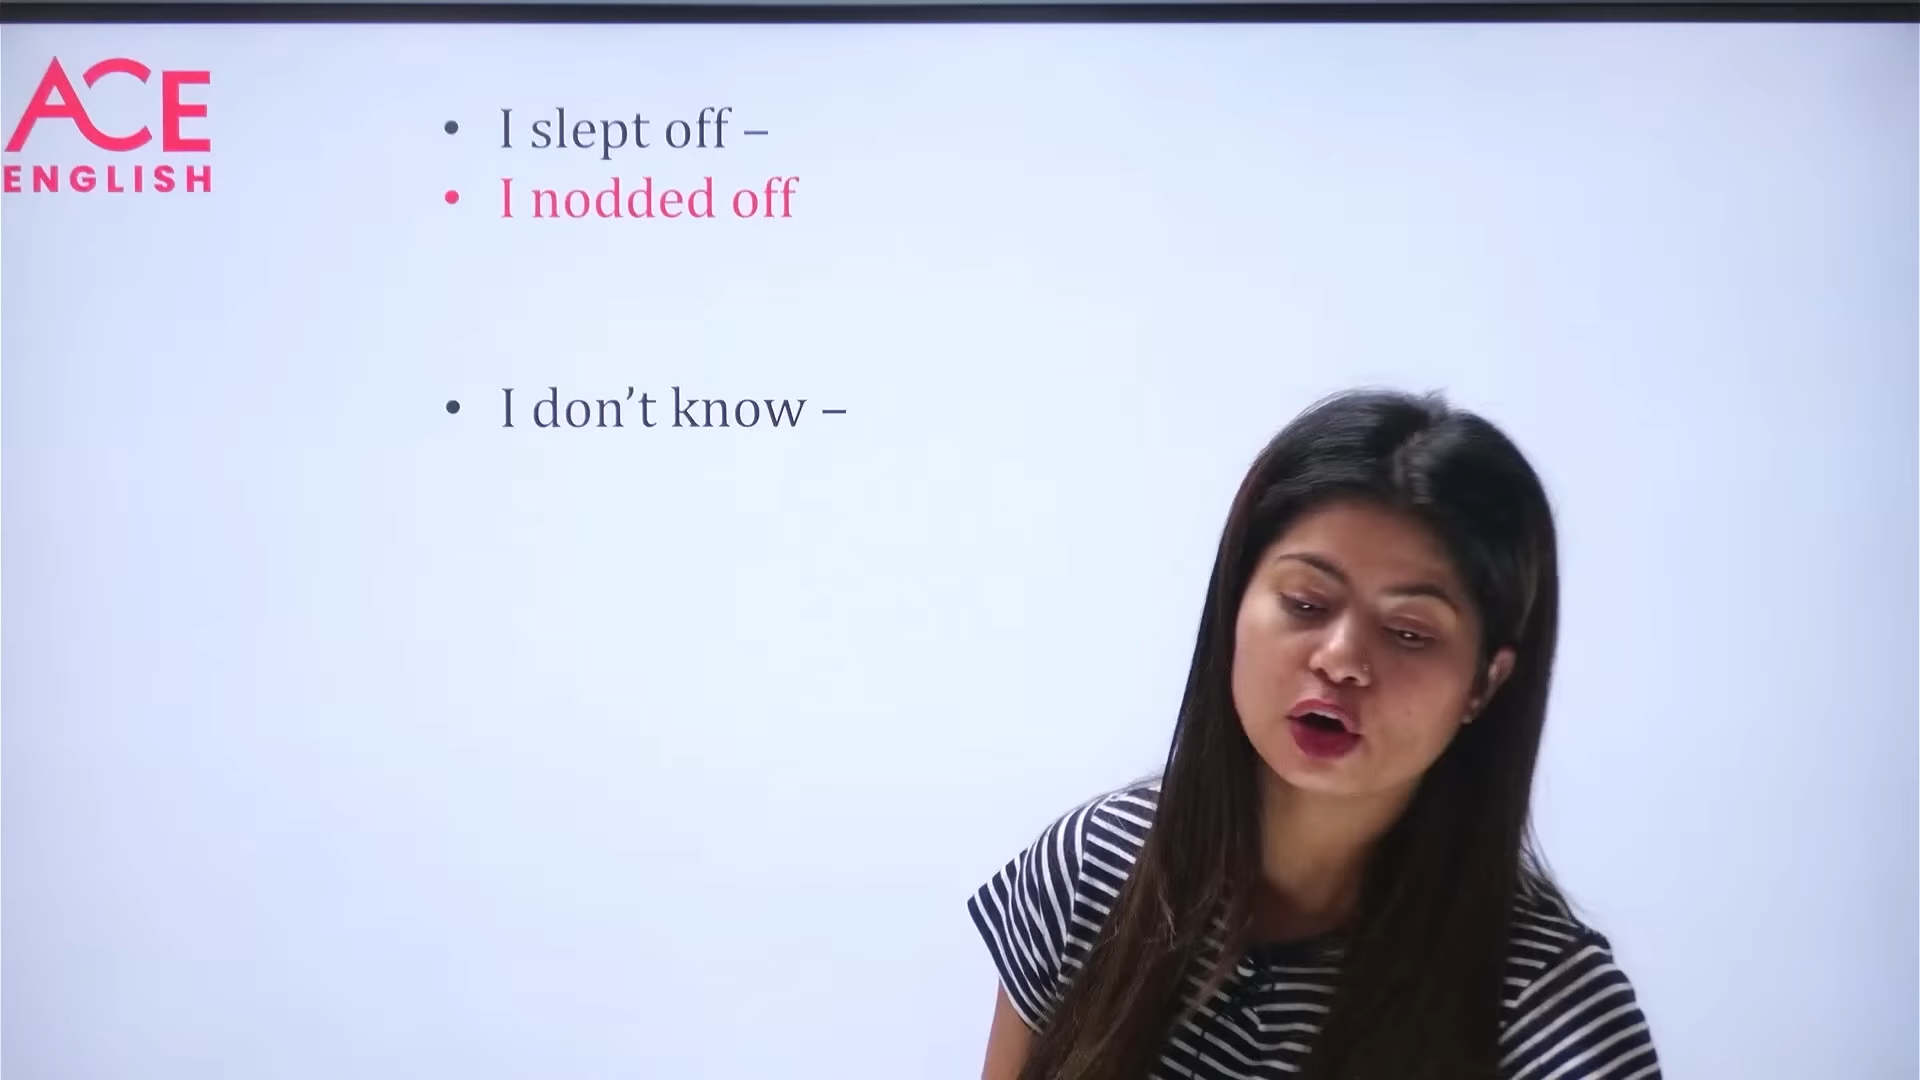 ACE
ENGLISH
• I slept off –
• I nodded off
• I don’t know –